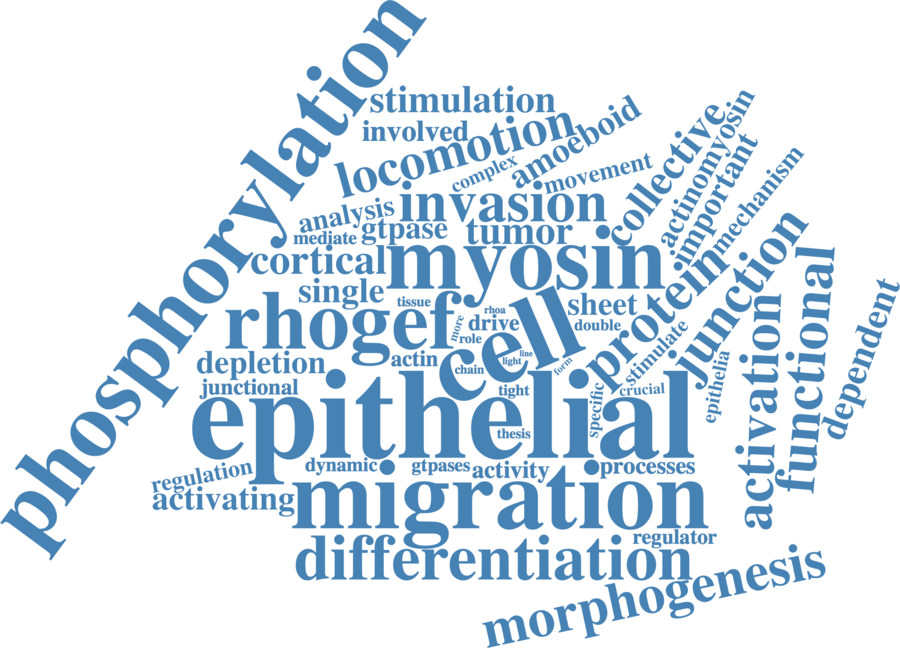 phosphorylation
stimulation
involved
locomotion
complex
amoeboid
movement
collective
actinomyosin
important
mechanism
analysis
invasion
mediate
gtpase
tumor
cortical
myosin
protein
junction
functional
single
tissue
rhogef
rhoa
more
drive
role
cell
sheet
double
stimulate
dependent
activation
depletion
actin
chain
light
line
form
junctional
tight
specific
crucial
epithelia
epithelial
thesis
regulation
dynamic
gtpases
activity
processes
activating
migration
regulator
differentiation
morphogenesis